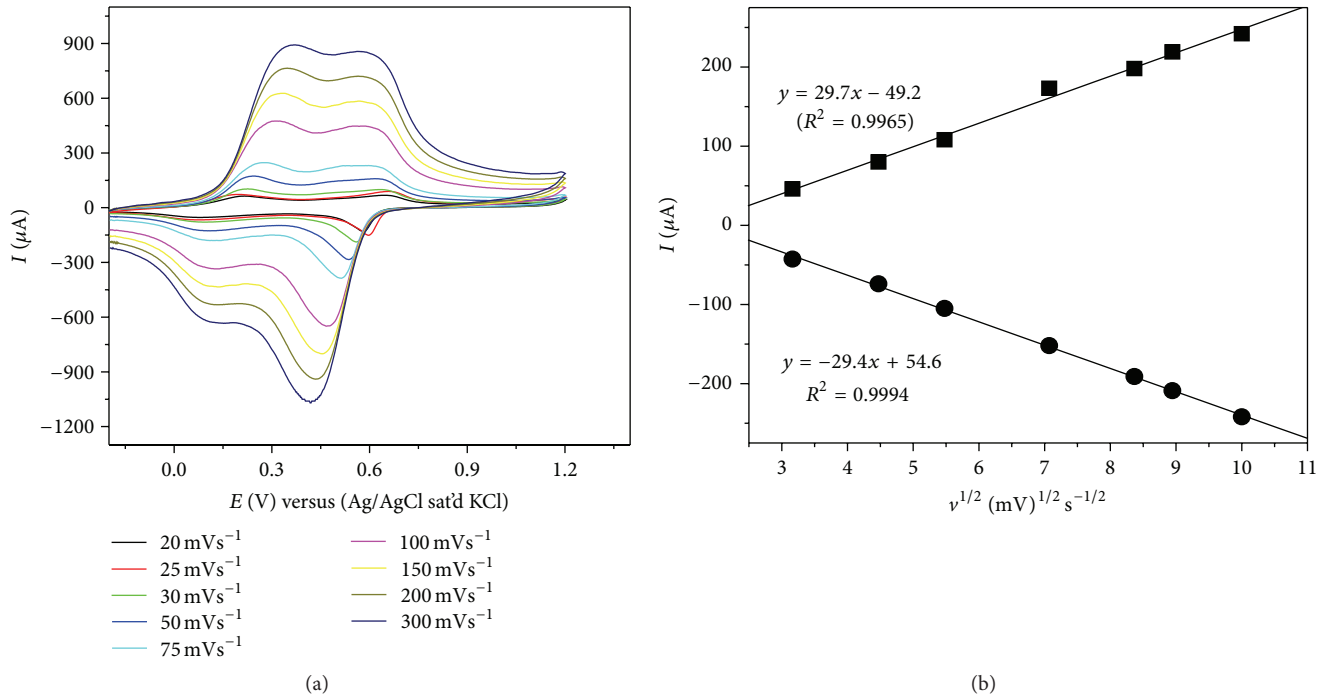 900
600
300
0
−300
−600
−900
−1200
I (μA)
0.0 0.3 0.6 0.9 1.2
E (V) versus (Ag/AgCl sat'd KCl)
20 mVs⁻¹
25 mVs⁻¹
30 mVs⁻¹
50 mVs⁻¹
75 mVs⁻¹
100 mVs⁻¹
150 mVs⁻¹
200 mVs⁻¹
300 mVs⁻¹
(a)
200
100
0
−100
−200
I (μA)
y = 29.7x − 49.2
(R² = 0.9965)
y = −29.4x + 54.6
R² = 0.9994
3 4 5 6 7 8 9 10 11
ν^{1/2} (mV)^{1/2} s^{−1/2}
(b)